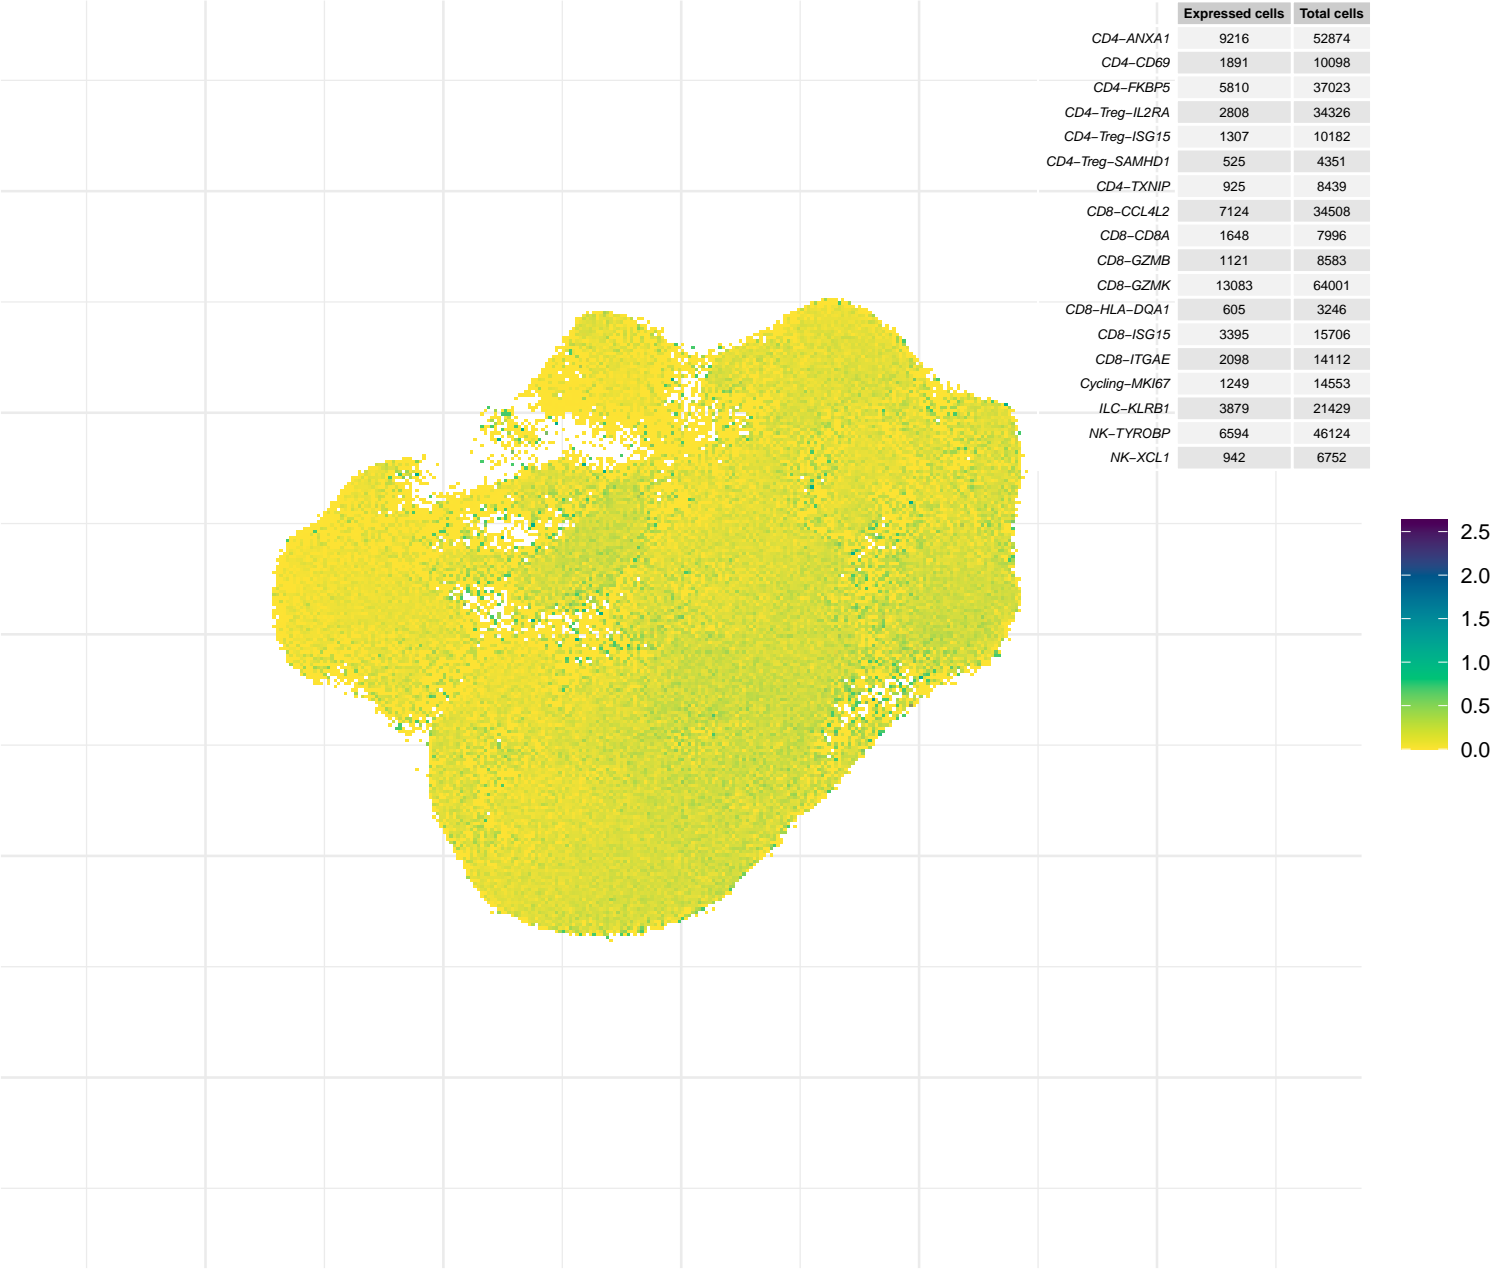 Expressed cells Total cells
CD4−ANXA1 9216 52874
CD4−CD69 1891 10098
CD4−FKBP5 5810 37023
CD4−Treg−IL2RA 2808 34326
CD4−Treg−ISG15 1307 10182
CD4−Treg−SAMHD1 525 4351
CD4−TXNIP 925 8439
CD8−CCL4L2 7124 34508
CD8−CD8A 1648 7996
CD8−GZMB 1121 8583
CD8−GZMK 13083 64001
CD8−HLA−DQA1 605 3246
CD8−ISG15 3395 15706
CD8−ITGAE 2098 14112
Cycling−MKI67 1249 14553
ILC−KLRB1 3879 21429
NK−TYROBP 6594 46124
NK−XCL1 942 6752
2.5
2.0
1.5
1.0
0.5
0.0